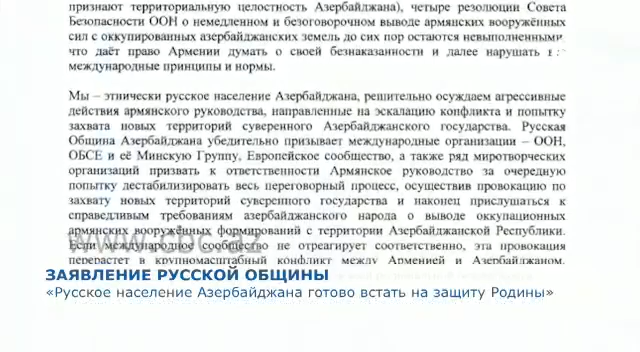 признают территориальную целостность Азербайджана), четыре резолюции Совета
Безопасности ООН о немедленном и безоговорочном выводе армянских вооружённых
сил с оккупированных азербайджанских земель до сих пор остаются невыполненными
что даёт право Армении думать о своей безнаказанности и далее нарушать
международные принципы и нормы.
Мы – этнически русское население Азербайджана, решительно осуждаем агрессивные
действия армянского руководства, направленные на эскалацию конфликта и попытку
захвата новых территорий суверенного Азербайджанского государства. Русская
Община Азербайджана убедительно призывает международные организации – ООН,
ОБСЕ и её Минскую Группу, Европейское сообщество, а также ряд миротворческих
организаций призвать к ответственности Армянское руководство за очередную
попытку дестабилизировать весь переговорный процесс, осуществив провокацию по
захвату новых территорий суверенного государства и наконец прислушаться к
справедливым требованиям азербайджанского народа о выводе оккупационных
армянских вооружённых формирований с территории Азербайджанской Республики.
www.cbc.az
Если международное сообщество не отреагирует соответственно, эта провокация
перерастет в крупномасштабный конфликт между Арменией и Азербайджаном,
ЗАЯВЛЕНИЕ РУССКОЙ ОБЩИНЫ
«Русское население Азербайджана готово встать на защиту Родины»